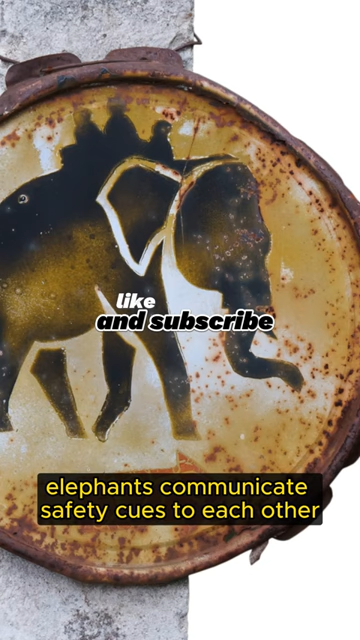 like
and subscribe
elephants communicate
safety cues to each other